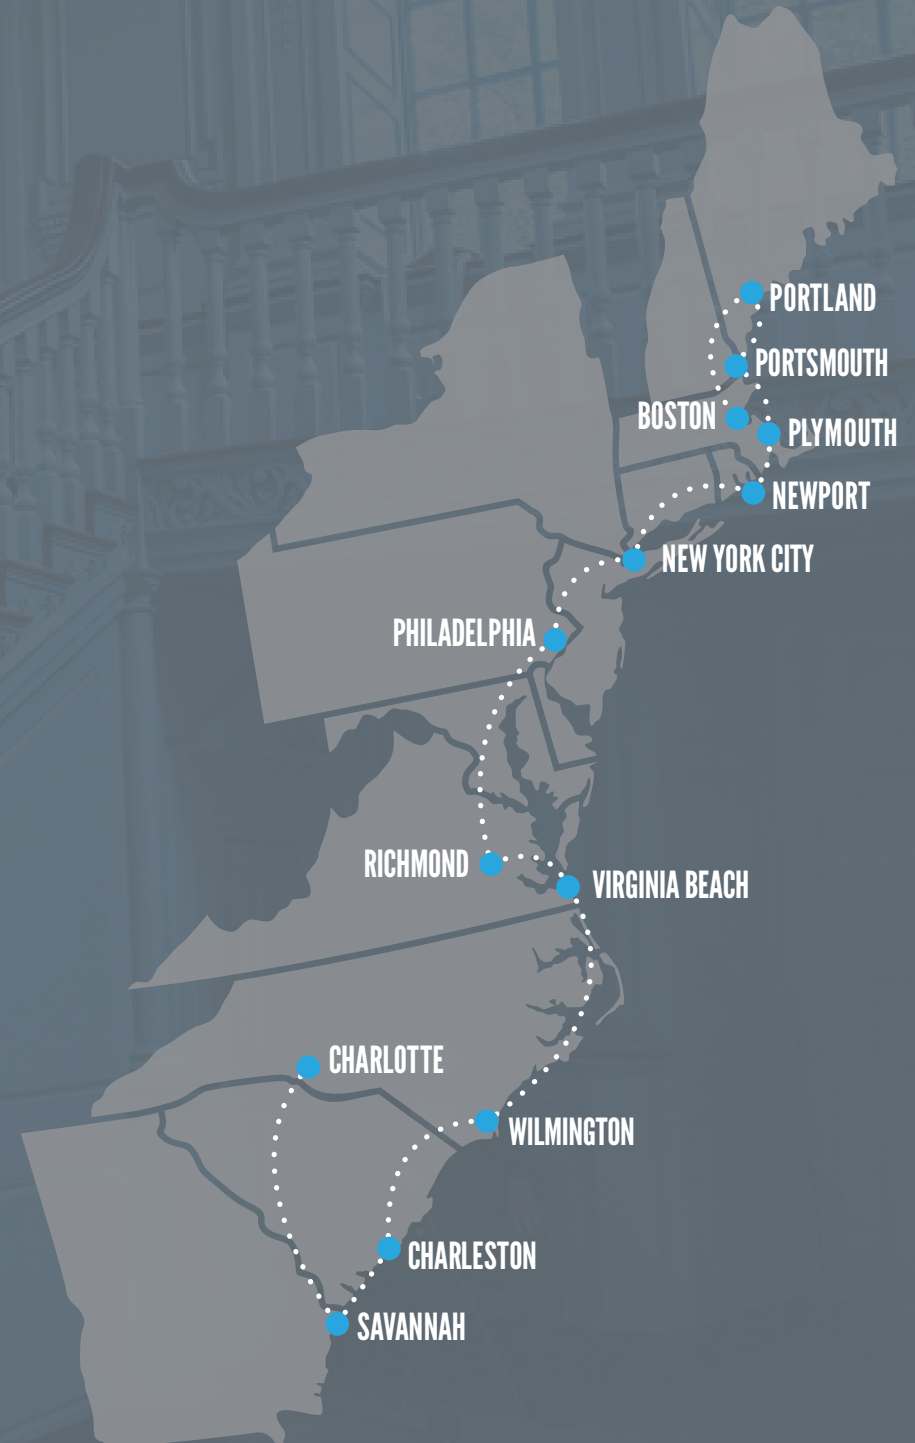 PORTLAND
PORTSMOUTH
BOSTON
PLYMOUTH
NEWPORT
NEW YORK CITY
PHILADELPHIA
RICHMOND
VIRGINIA BEACH
CHARLOTTE
WILMINGTON
CHARLESTON
SAVANNAH